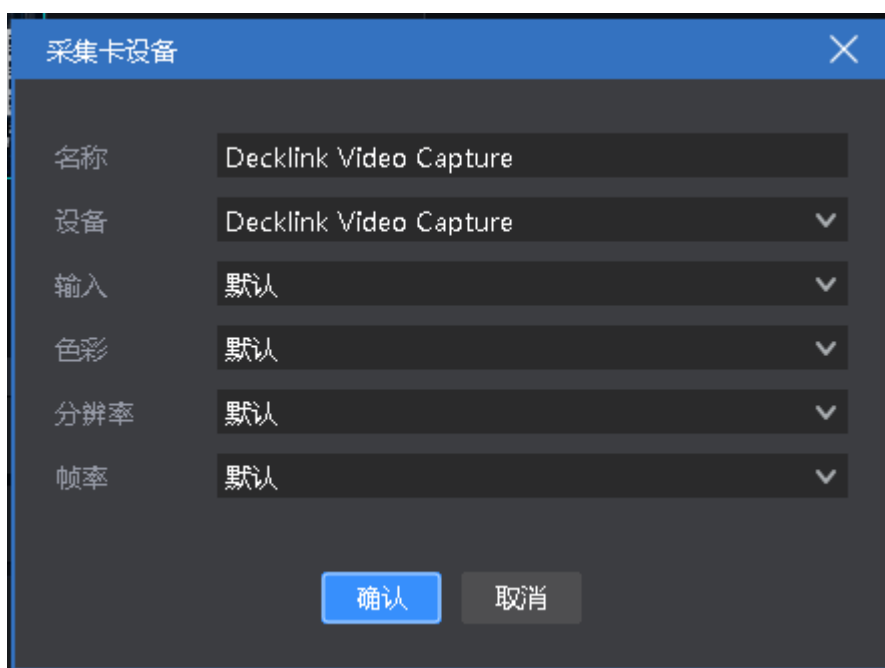 采集卡设备
名称 Decklink Video Capture
设备 Decklink Video Capture
输入 默认
色彩 默认
分辨率 默认
帧率 默认
确认 取消